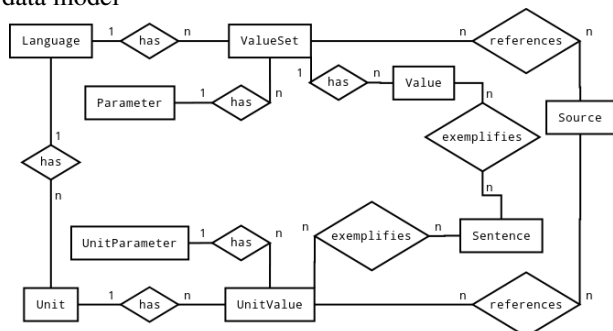 data model
Language 1 has n ValueSet n references n
1 has n Value n
Parameter 1 has n
Source
1 exemplifies
has
n n
UnitParameter 1 has n n exemplifies n Sentence
n
Unit 1 has n UnitValue n references n